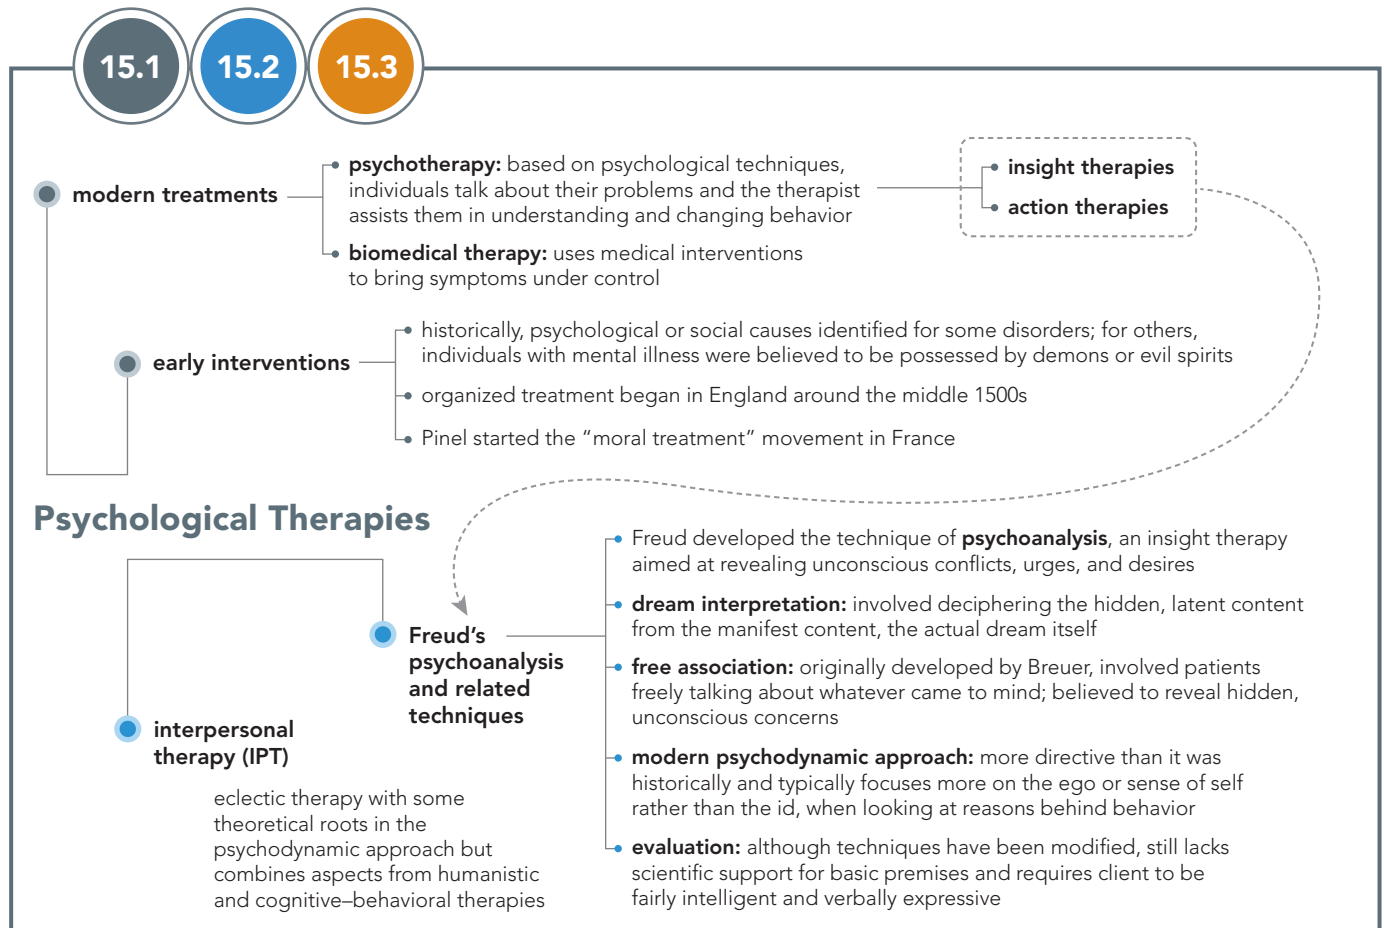 15.1 15.2 15.3
modern treatments
psychotherapy: based on psychological techniques,
individuals talk about their problems and the therapist
assists them in understanding and changing behavior
biomedical therapy: uses medical interventions
to bring symptoms under control
insight therapies
action therapies
early interventions
historically, psychological or social causes identified for some disorders; for others,
individuals with mental illness were believed to be possessed by demons or evil spirits
organized treatment began in England around the middle 1500s
Pinel started the “moral treatment” movement in France
Psychological Therapies
Freud’s
psychoanalysis
and related
techniques
Freud developed the technique of psychoanalysis, an insight therapy
aimed at revealing unconscious conflicts, urges, and desires
dream interpretation: involved deciphering the hidden, latent content
from the manifest content, the actual dream itself
free association: originally developed by Breuer, involved patients
freely talking about whatever came to mind; believed to reveal hidden,
unconscious concerns
modern psychodynamic approach: more directive than it was
historically and typically focuses more on the ego or sense of self
rather than the id, when looking at reasons behind behavior
evaluation: although techniques have been modified, still lacks
scientific support for basic premises and requires client to be
fairly intelligent and verbally expressive
interpersonal
therapy (IPT)
eclectic therapy with some
theoretical roots in the
psychodynamic approach but
combines aspects from humanistic
and cognitive–behavioral therapies